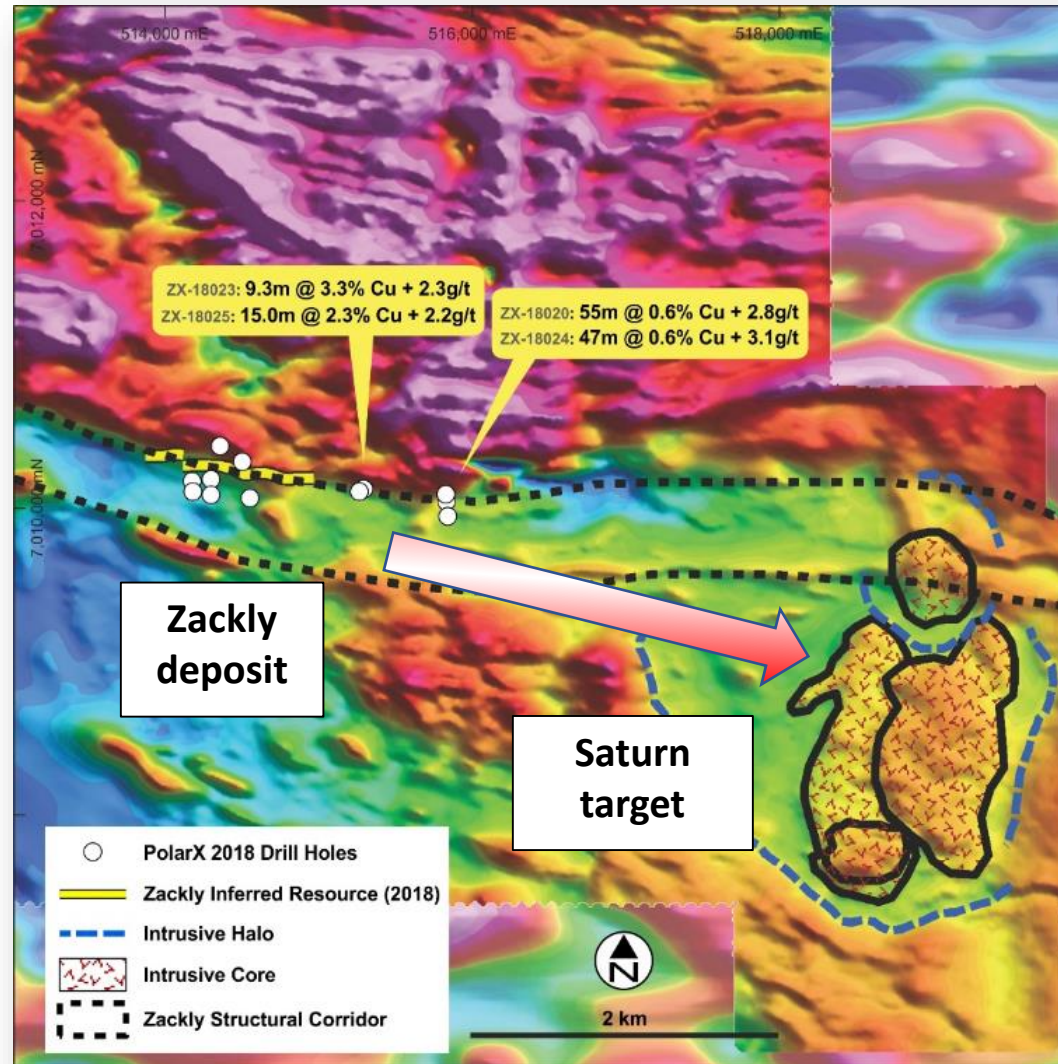 514,000 mE
516,000 mE
518,000 mE
7,012,000 mN
ZX-18023: 9.3m @ 3.3% Cu + 2.3g/t
ZX-18025: 15.0m @ 2.3% Cu + 2.2g/t
ZX-18020: 55m @ 0.6% Cu + 2.8g/t
ZX-18024: 47m @ 0.6% Cu + 3.1g/t
7,010,000 mN
Zackly
deposit
Saturn
target
PolarX 2018 Drill Holes
Zackly Inferred Resource (2018)
Intrusive Halo
Intrusive Core
Zackly Structural Corridor
N
2 km